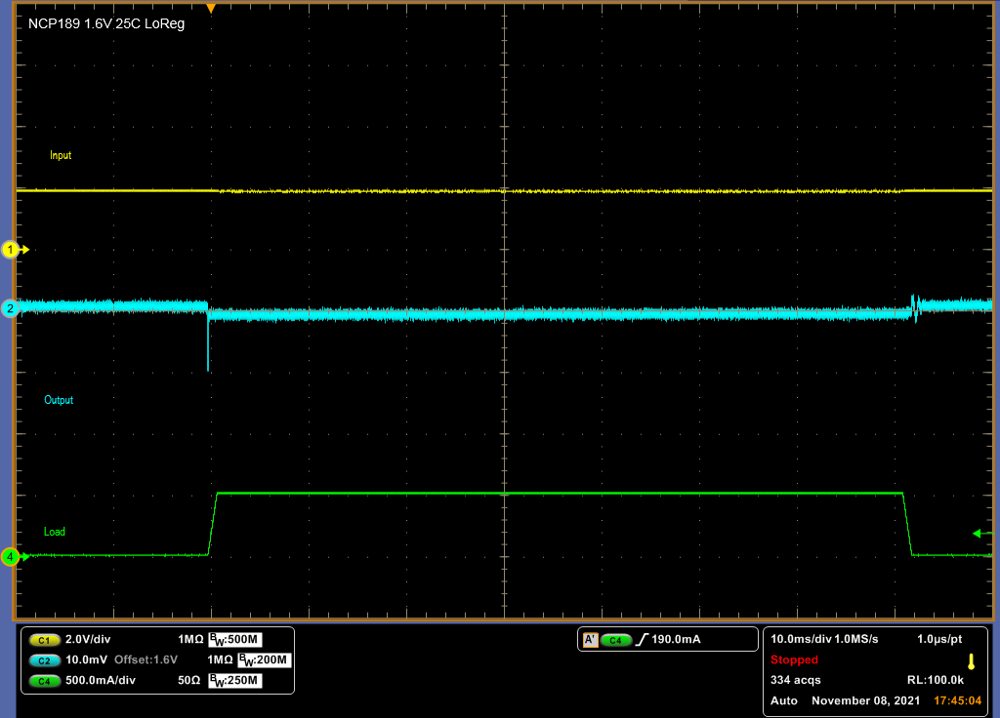 NCP189 1.6V 25C LoReg
Input
1
2
Output
Load
4
C1 2.0V/div 1MΩ BW:500M
C2 10.0mV Offset:1.6V 1MΩ BW:200M
C4 500.0mA/div 50Ω BW:250M
A' C4 190.0mA
10.0ms/div 1.0MS/s 1.0µs/pt
Stopped
334 acqs RL:100.0k
Auto November 08, 2021 17:45:04